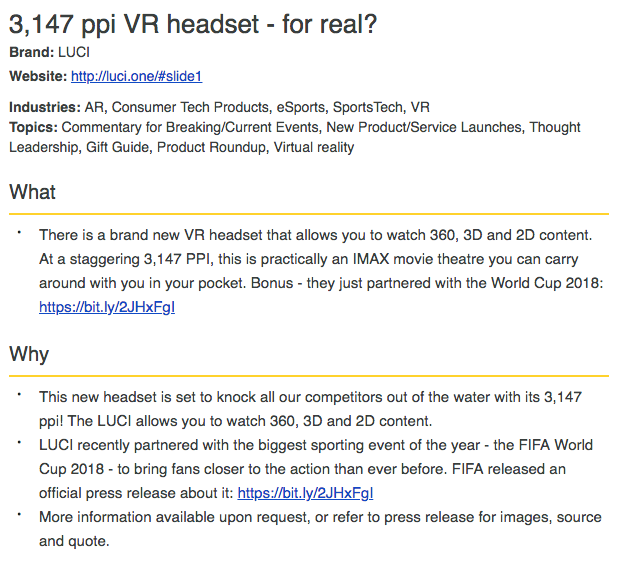 3,147 ppi VR headset - for real?
Brand: LUCI
Website: http://luci.one/#slide1
Industries: AR, Consumer Tech Products, eSports, SportsTech, VR
Topics: Commentary for Breaking/Current Events, New Product/Service Launches, Thought
Leadership, Gift Guide, Product Roundup, Virtual reality
What
• There is a brand new VR headset that allows you to watch 360, 3D and 2D content.
At a staggering 3,147 PPI, this is practically an IMAX movie theatre you can carry
around with you in your pocket. Bonus - they just partnered with the World Cup 2018:
https://bit.ly/2JHxFgI
Why
• This new headset is set to knock all our competitors out of the water with its 3,147
ppi! The LUCI allows you to watch 360, 3D and 2D content.
• LUCI recently partnered with the biggest sporting event of the year - the FIFA World
Cup 2018 - to bring fans closer to the action than ever before. FIFA released an
official press release about it: https://bit.ly/2JHxFgI
• More information available upon request, or refer to press release for images, source
and quote.